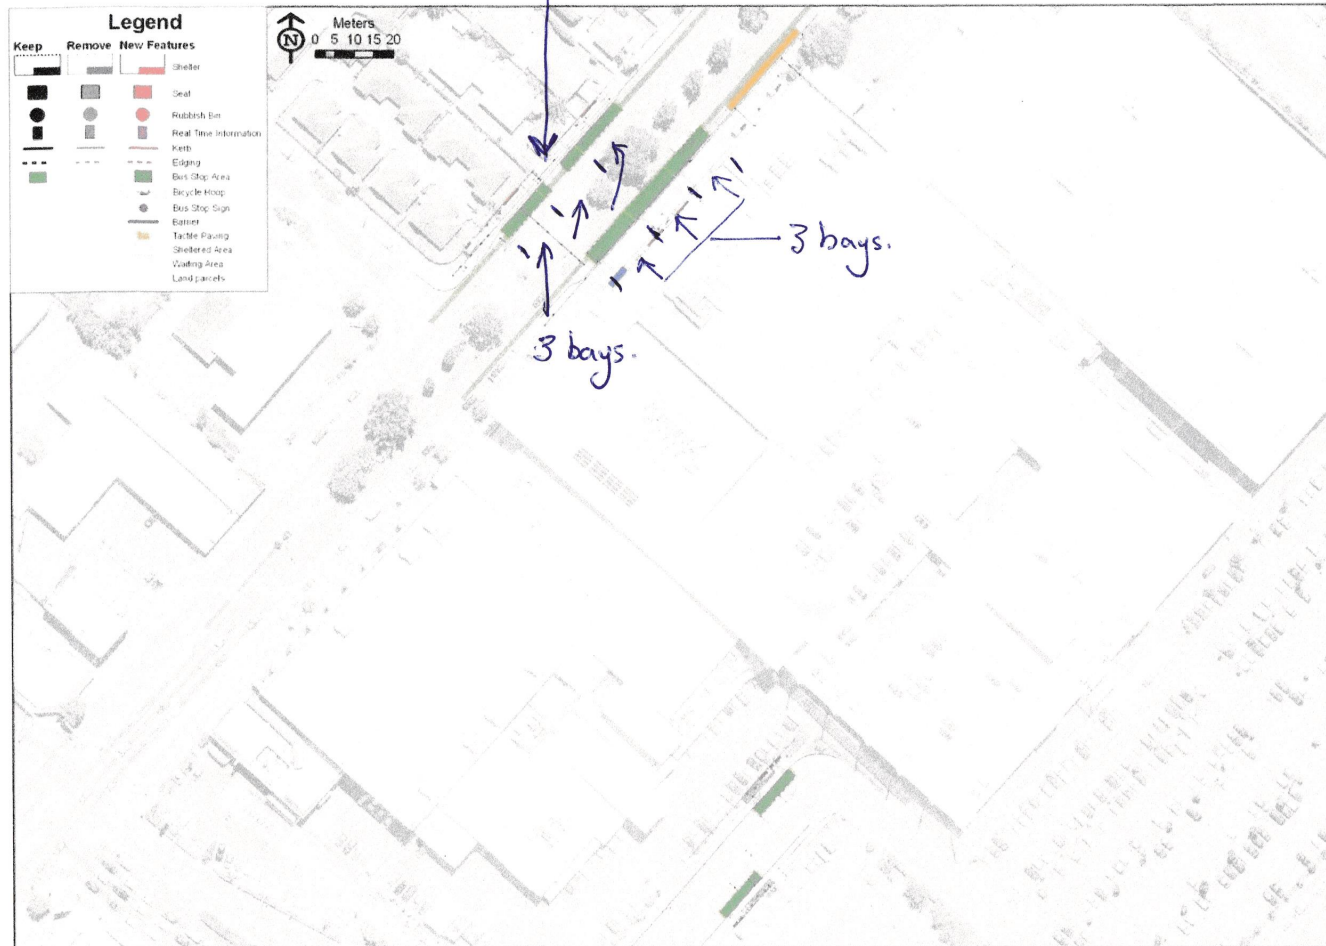 Legend
Keep Remove New Features
Shelter
Seat
Rubbish Bin
Real Time Information
Kerb
Edging
Bus Stop Area
Bicycle Hoop
Bus Stop Sign
Barrier
Tactile Paving
Sheltered Area
Waiting Area
Land parcels
N
Meters
0 5 10 15 20
3 bays.
3 bays.